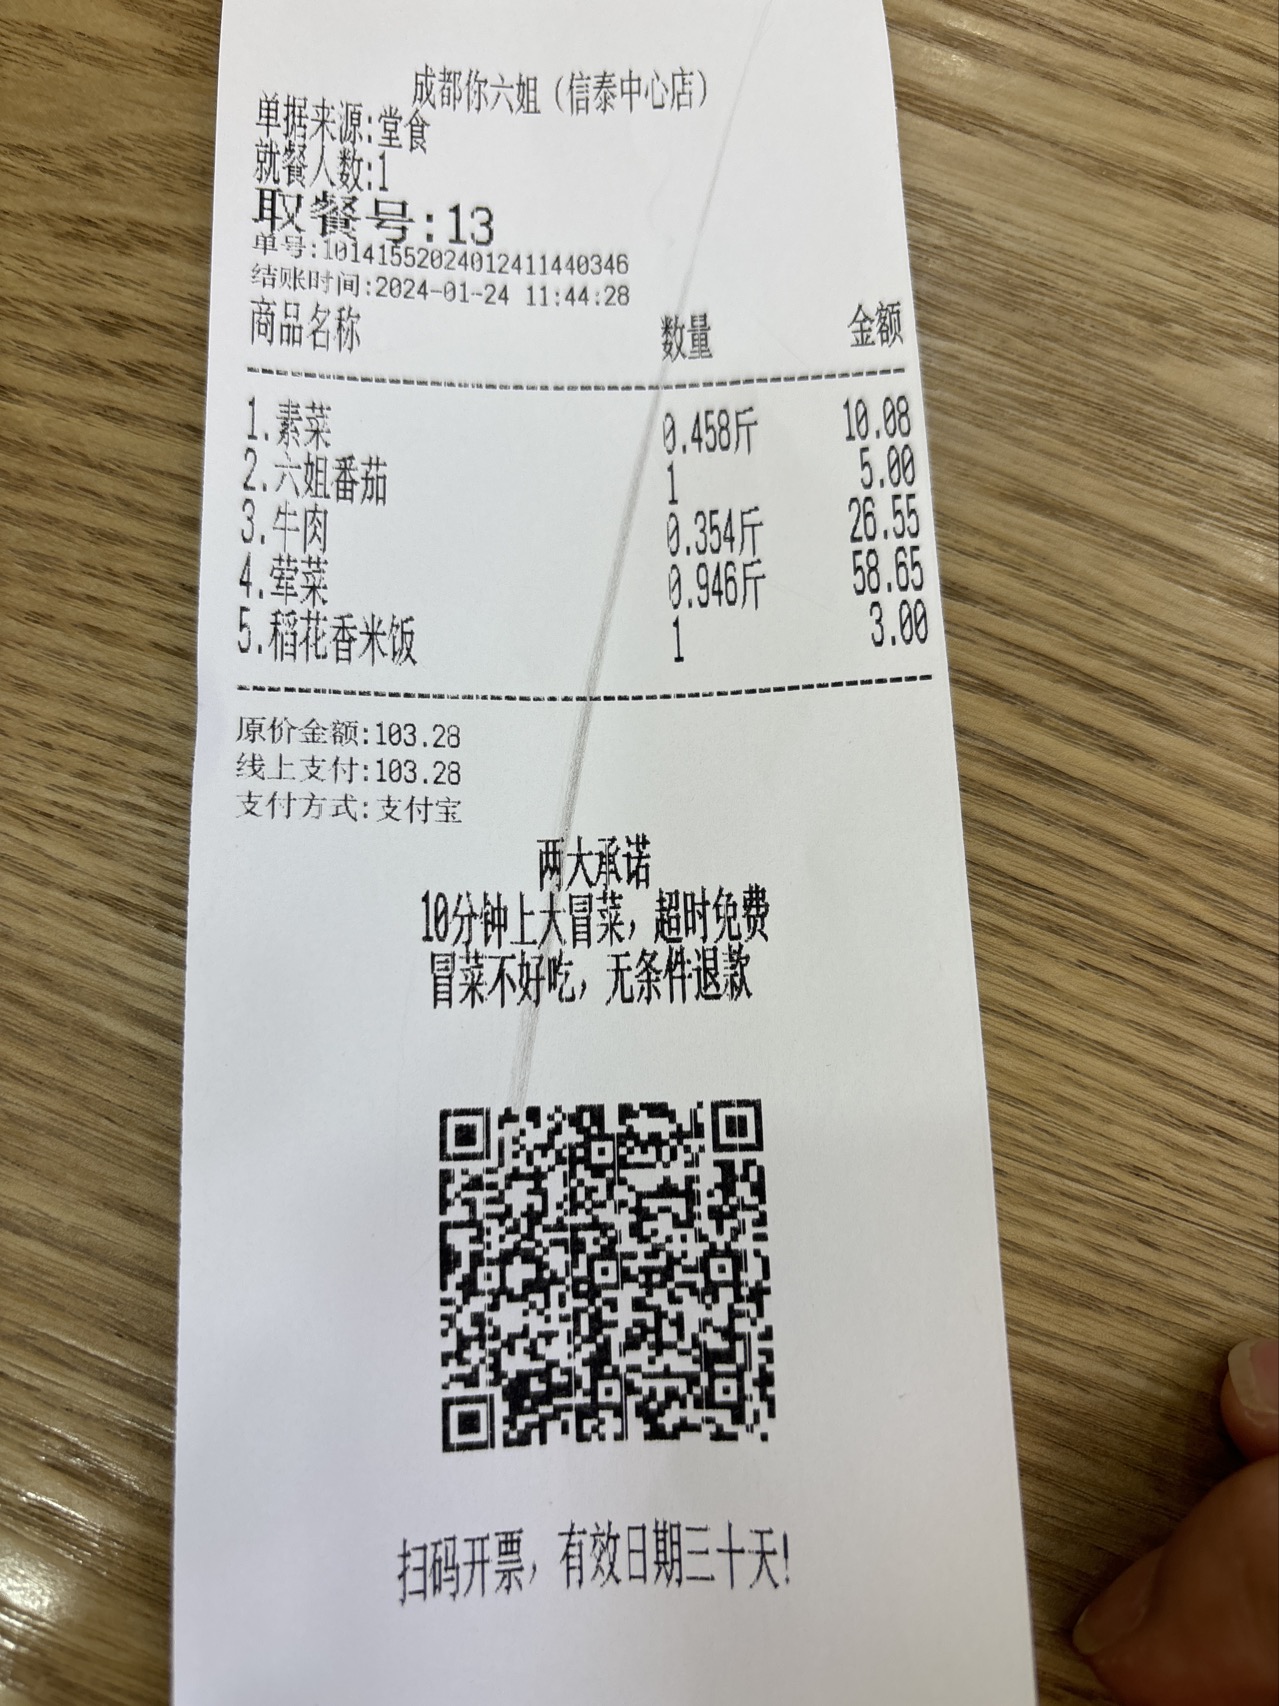 成都你六姐（信泰中心店）
单据来源:堂食
就餐人数:1
取餐号:13
单号:10141552024012411440346
结账时间:2024-01-24 11:44:28
商品名称 数量 金额
1.素菜 0.458斤 10.08
2.六姐番茄 1 5.00
3.牛肉 0.354斤 26.55
4.荤菜 0.946斤 58.65
5.稻花香米饭 1 3.00
原价金额:103.28
线上支付:103.28
支付方式:支付宝
两大承诺
10分钟上大冒菜，超时免费
冒菜不好吃，无条件退款
扫码开票，有效日期三十天!